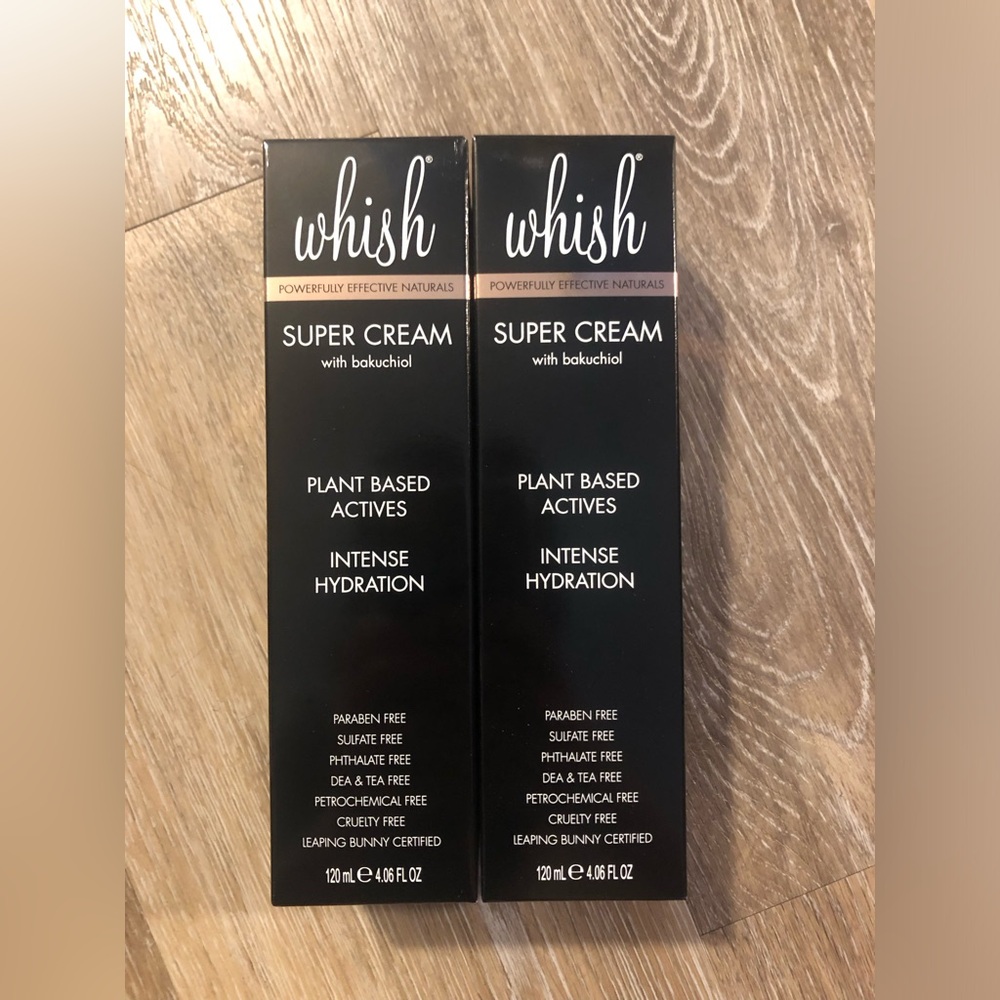 whish®
POWERFULLY EFFECTIVE NATURALS
SUPER CREAM
with bakuchiol
PLANT BASED
ACTIVES
INTENSE
HYDRATION
PARABEN FREE
SULFATE FREE
PHTHALATE FREE
DEA & TEA FREE
PETROCHEMICAL FREE
CRUELTY FREE
LEAPING BUNNY CERTIFIED
120 mL ℮ 4.06 FL OZ
whish®
POWERFULLY EFFECTIVE NATURALS
SUPER CREAM
with bakuchiol
PLANT BASED
ACTIVES
INTENSE
HYDRATION
PARABEN FREE
SULFATE FREE
PHTHALATE FREE
DEA & TEA FREE
PETROCHEMICAL FREE
CRUELTY FREE
LEAPING BUNNY CERTIFIED
120 mL ℮ 4.06 FL OZ